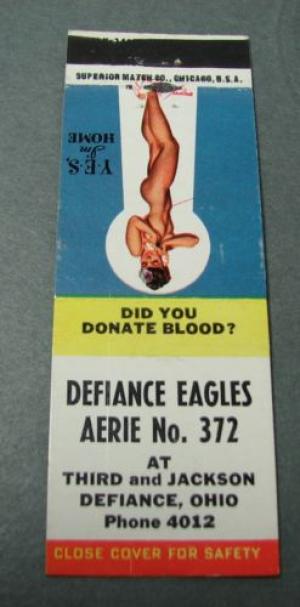 SUPERIOR MATCH CO., CHICAGO, U.S.A.
Y-E-S,
I'm
HOME
DID YOU
DONATE BLOOD?
DEFIANCE EAGLES
AERIE No. 372
AT
THIRD and JACKSON
DEFIANCE, OHIO
Phone 4012
CLOSE COVER FOR SAFETY